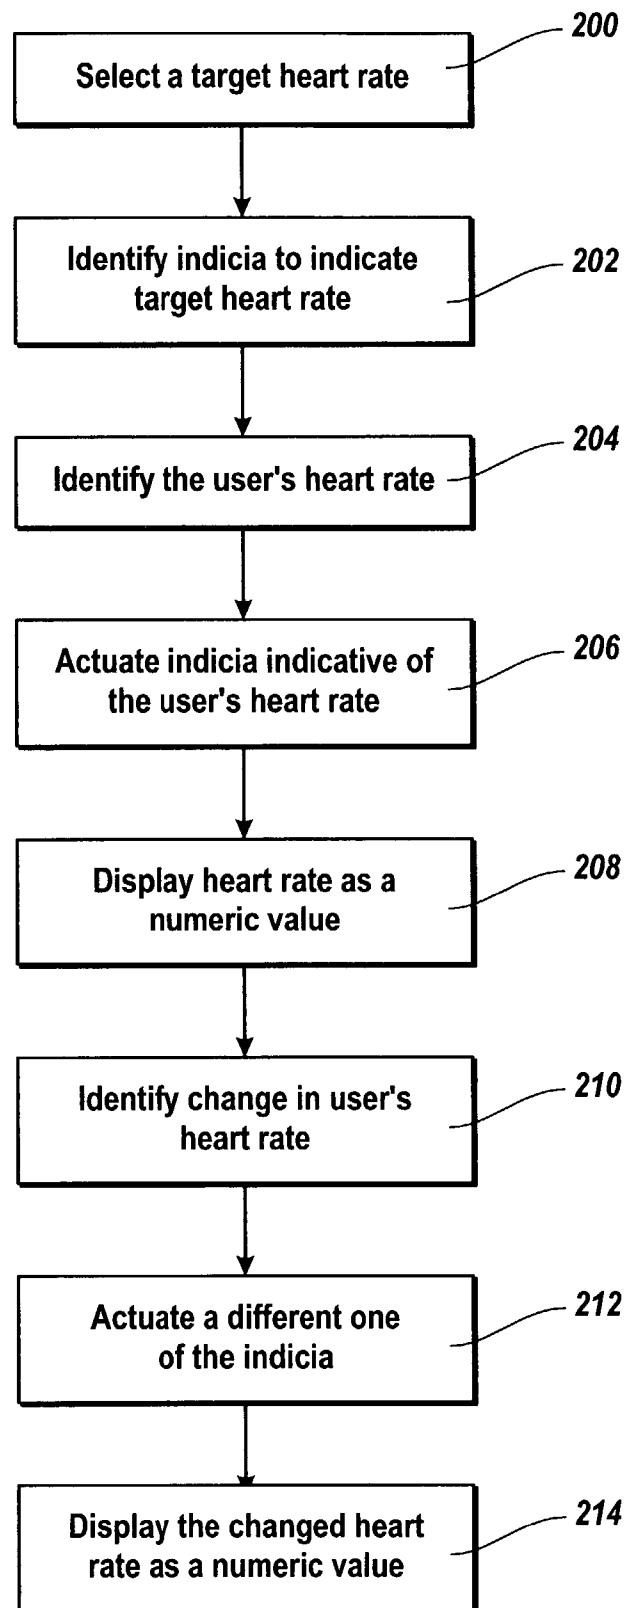 200
Select a target heart rate
Identify indicia to indicate
target heart rate
202
204
Identify the user's heart rate
Actuate indicia indicative of
the user's heart rate
206
Display heart rate as a
numeric value
208
Identify change in user's
heart rate
210
Actuate a different one
of the indicia
212
Display the changed heart
rate as a numeric value
214